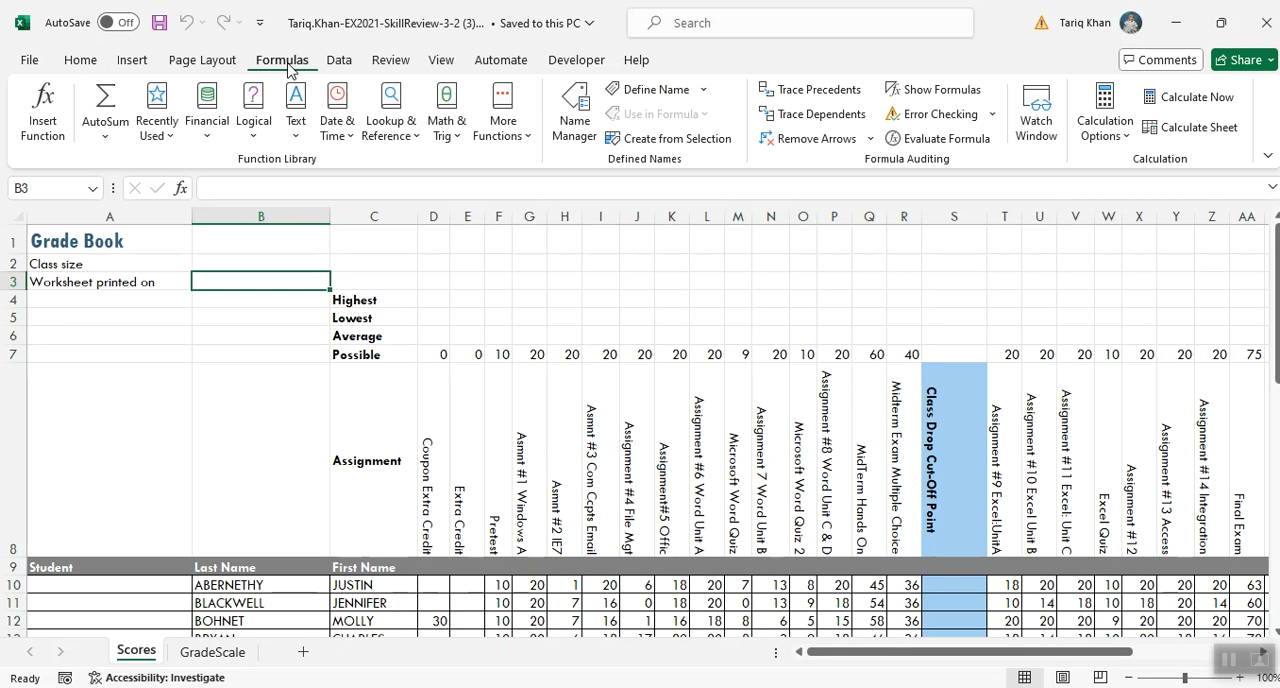 AutoSave Off Tariq.Khan-EX2021-SkillReview-3-2 (3)... • Saved to this PC Search Tariq Khan
File Home Insert Page Layout Formulas Data Review View Automate Developer Help Comments Share
Insert Function AutoSum Recently Used Financial Logical Text Date & Time Lookup & Reference Math & Trig More Functions
Function Library
Name Manager Define Name Use in Formula Create from Selection
Defined Names
Trace Precedents Trace Dependents Remove Arrows Show Formulas Error Checking Evaluate Formula
Formula Auditing
Watch Window
Calculation Options Calculate Now Calculate Sheet
Calculation
B3 fx
A B C D E F G H I J K L M N O P Q R S T U V W X Y Z AA
1 Grade Book
2 Class size
3 Worksheet printed on
4 Highest
5 Lowest
6 Average
7 Possible 0 0 10 20 20 20 20 20 20 9 20 10 20 60 40 20 20 20 10 20 20 20 75
8 Assignment
Coupon Extra Credit
Extra Credit
Pretest
Asmnt #1 Windows A
Asmnt #2 IE7
Asmnt #3 Com Ccpts Email
Assignment #4 File Mgt
Assignment#5 Offic
Assignment #6 Word Unit A
Microsoft Word Quiz
Assignment 7 Word Unit B
Microsoft Word Quiz 2
Assignment #8 Word Unit C & D
MidTerm Hands On
Midterm Exam Multiple Choice
Class Drop Cut-Off Point
Assignment #9 Excel:UnitA
Assignment #10 Excel Unit B
Assignment #11 Excel: Unit C
Excel Quiz
Assignment #12
Assignment #13 Access
Assignment #14 Integration
Final Exam
9 Student Last Name First Name
10 ABERNETHY JUSTIN 10 20 1 20 6 18 20 7 13 8 20 45 36 18 20 20 10 20 20 20 63
11 BLACKWELL JENNIFER 10 20 7 16 0 18 20 0 13 9 18 54 36 10 14 18 10 18 20 14 60
12 BOHNET MOLLY 30 10 20 7 16 1 16 18 8 6 5 15 58 36 20 20 20 9 20 20 20 70
Scores GradeScale
Ready Accessibility: Investigate 100%